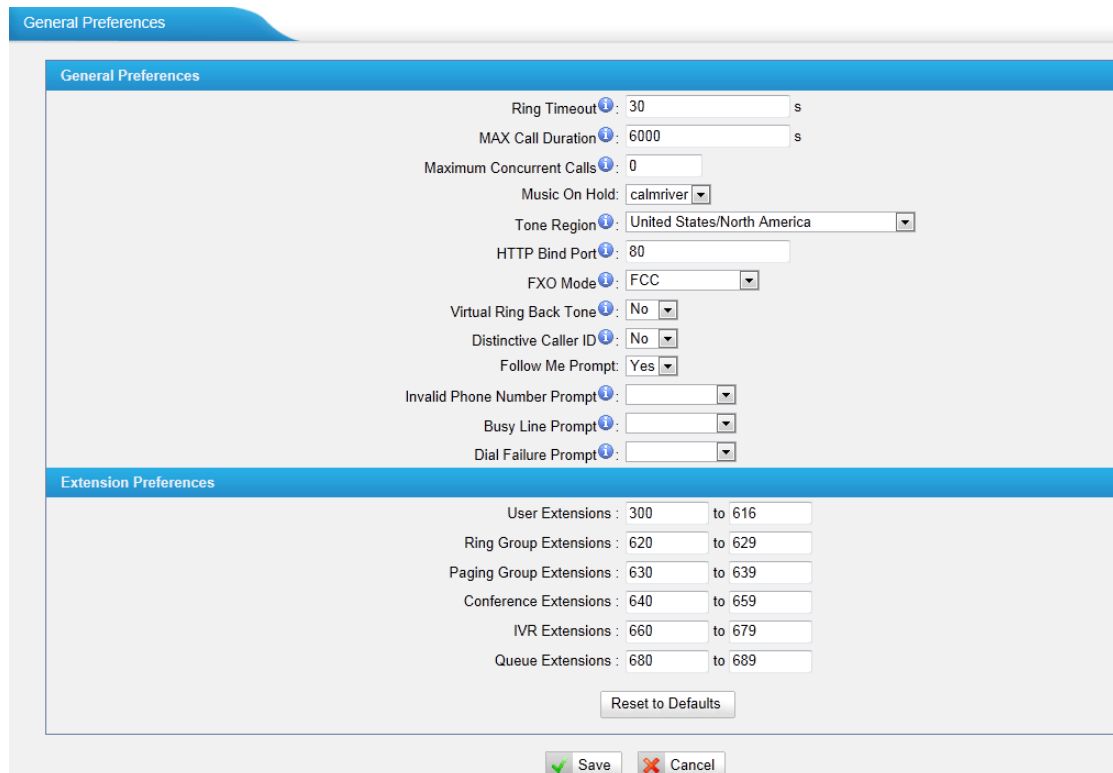 General Preferences
General Preferences
Ring Timeout i : 30 s
MAX Call Duration i : 6000 s
Maximum Concurrent Calls i : 0
Music On Hold: calmriver
Tone Region i : United States/North America
HTTP Bind Port i : 80
FXO Mode i : FCC
Virtual Ring Back Tone i : No
Distinctive Caller ID i : No
Follow Me Prompt: Yes
Invalid Phone Number Prompt i :
Busy Line Prompt i :
Dial Failure Prompt i :
Extension Preferences
User Extensions : 300 to 616
Ring Group Extensions : 620 to 629
Paging Group Extensions : 630 to 639
Conference Extensions : 640 to 659
IVR Extensions : 660 to 679
Queue Extensions : 680 to 689
Reset to Defaults
Save Cancel